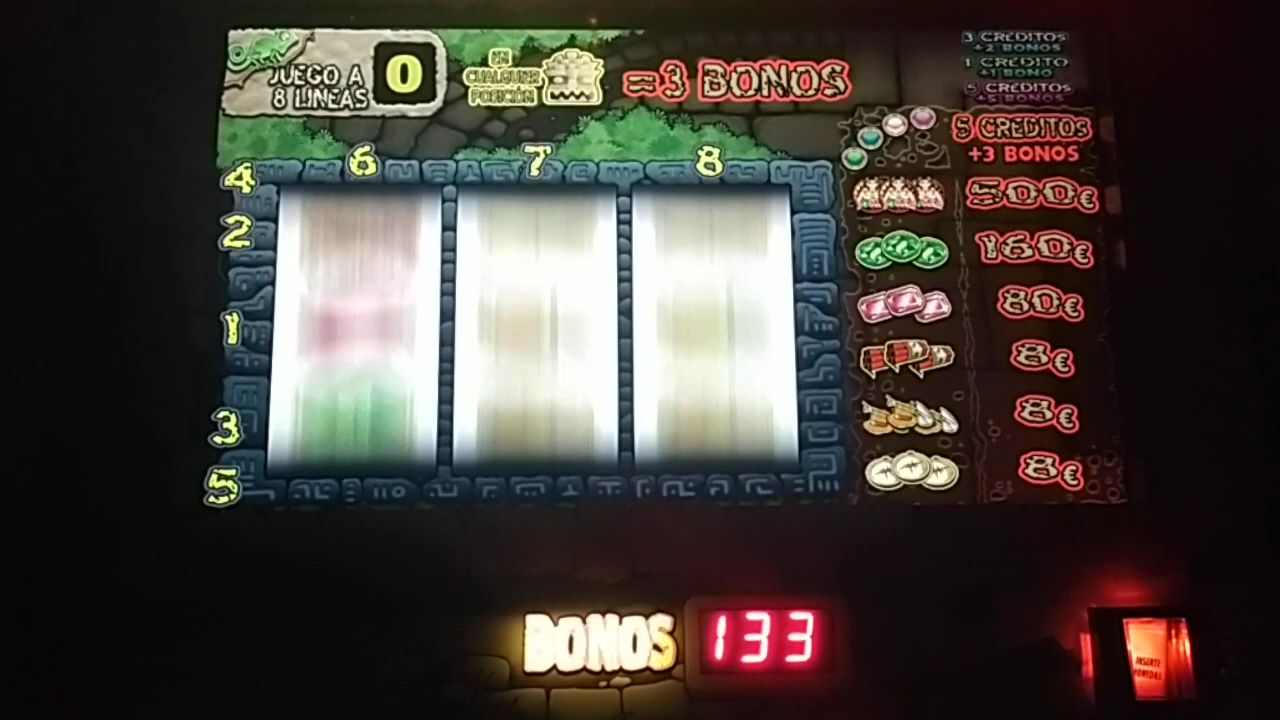 JUEGO A
8 LINEAS
0
EN
CUALQUIER
POSICIÓN
=3 BONOS
3 CREDITOS
+2 BONOS
1 CREDITO
+1 BONO
5 CREDITOS
+5 BONOS
5 CREDITOS
+3 BONOS
6 7 8
4
2
1
3
5
500€
160€
80€
8€
8€
8€
BONOS 133
INSERTE
MONEDAS